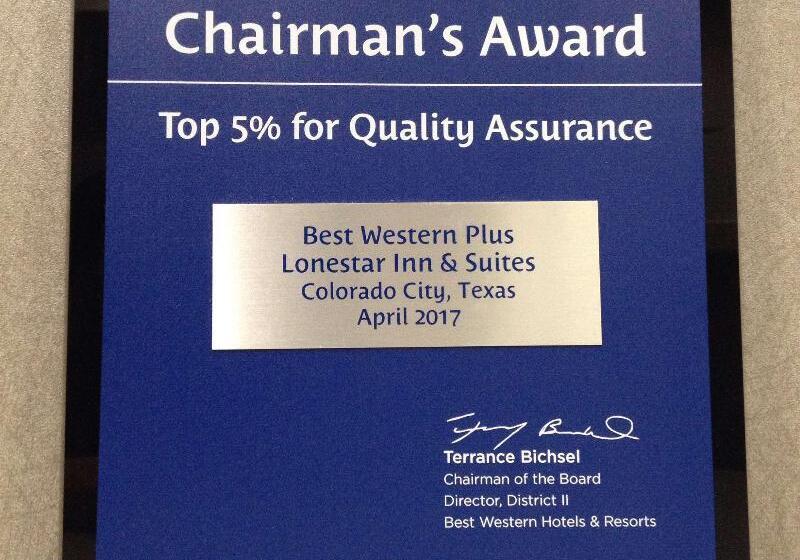 Chairman's Award
Top 5% for Quality Assurance
Best Western Plus
Lonestar Inn & Suites
Colorado City, Texas
April 2017
Terrance Bichsel
Chairman of the Board
Director, District II
Best Western Hotels & Resorts